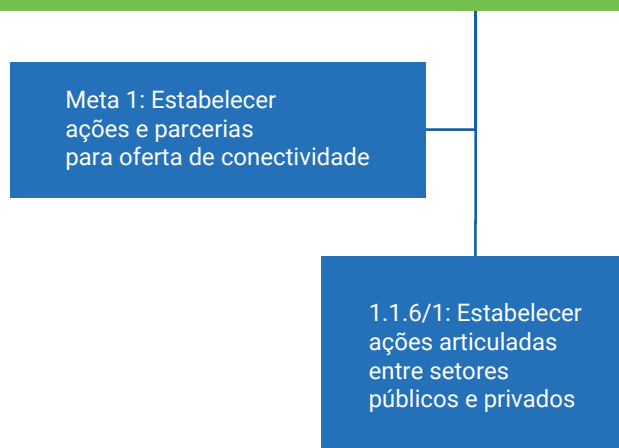 Meta 1: Estabelecer
ações e parcerias
para oferta de conectividade
1.1.6/1: Estabelecer
ações articuladas
entre setores
públicos e privados